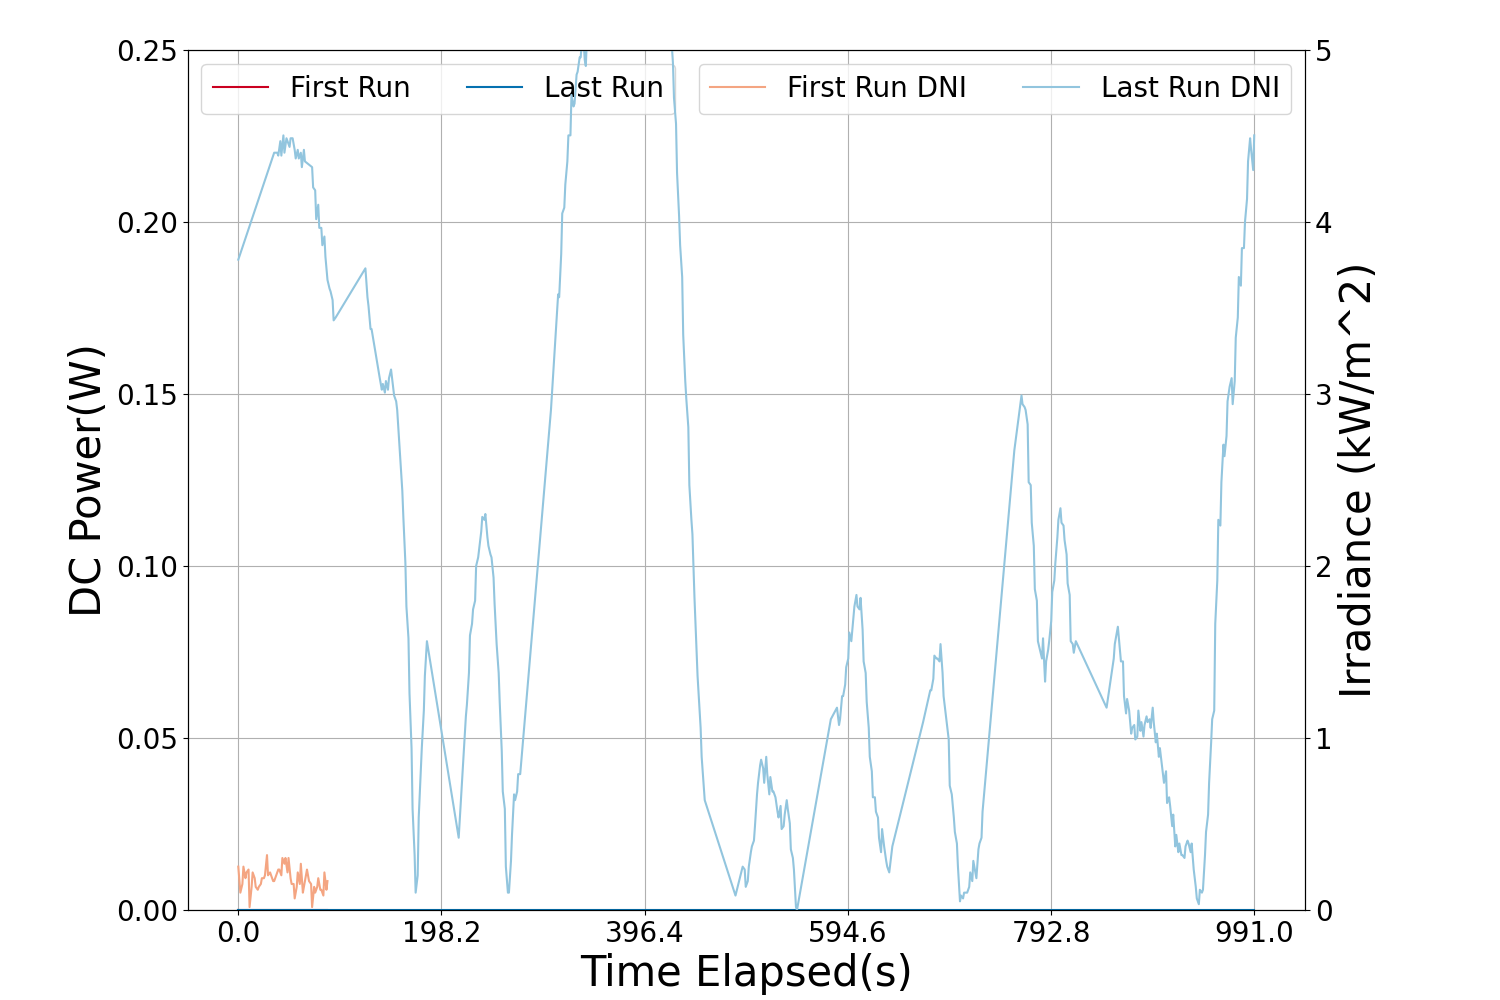 First Run
Last Run
First Run DNI
Last Run DNI
DC Power(W)
0.25
0.20
0.15
0.10
0.05
0.00
5
4
3
2
1
0
Irradiance (kW/m^2)
0.0 198.2 396.4 594.6 792.8 991.0
Time Elapsed(s)